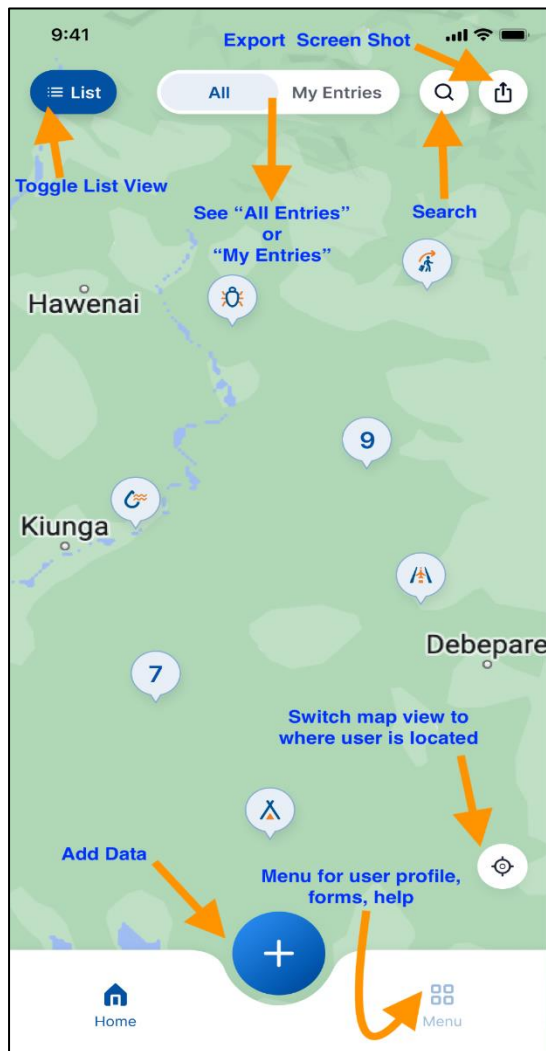 9:41
Export Screen Shot
List
All
My Entries
Toggle List View
See “All Entries”
or
“My Entries”
Search
Hawenai
9
Kiunga
Debepare
7
Switch map view to
where user is located
Add Data
Menu for user profile,
forms, help
Home
Menu